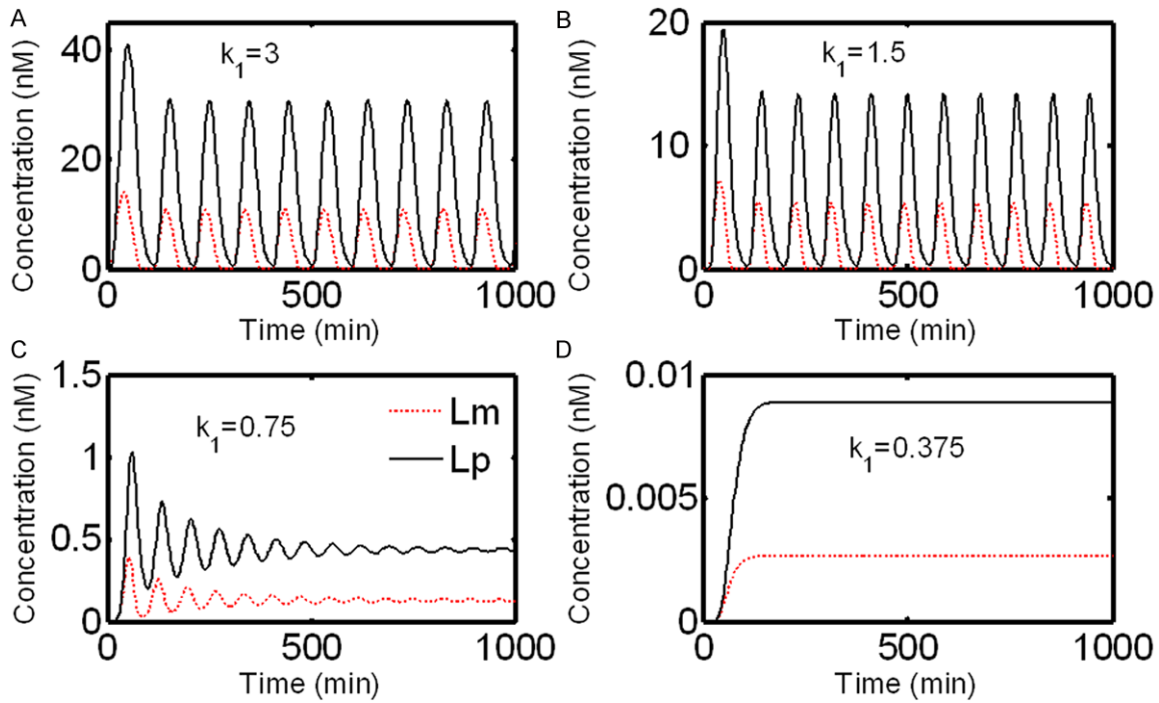 A
Concentration (nM)
40
20
0
k1=3
0 500 1000
Time (min)
B
Concentration (nM)
20
10
0
k1=1.5
0 500 1000
Time (min)
C
Concentration (nM)
1.5
1
0.5
0
k1=0.75
Lm
Lp
0 500 1000
Time (min)
D
Concentration (nM)
0.01
0.005
0
k1=0.375
0 500 1000
Time (min)